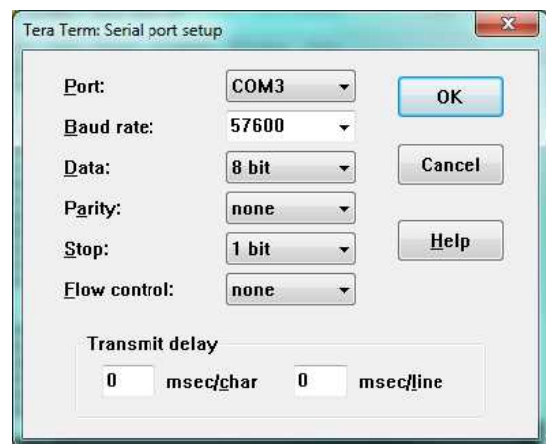 Tera Term: Serial port setup
Port: COM3
OK
Baud rate: 57600
Data: 8 bit
Cancel
Parity: none
Stop: 1 bit
Help
Flow control: none
Transmit delay
0 msec/char 0 msec/line